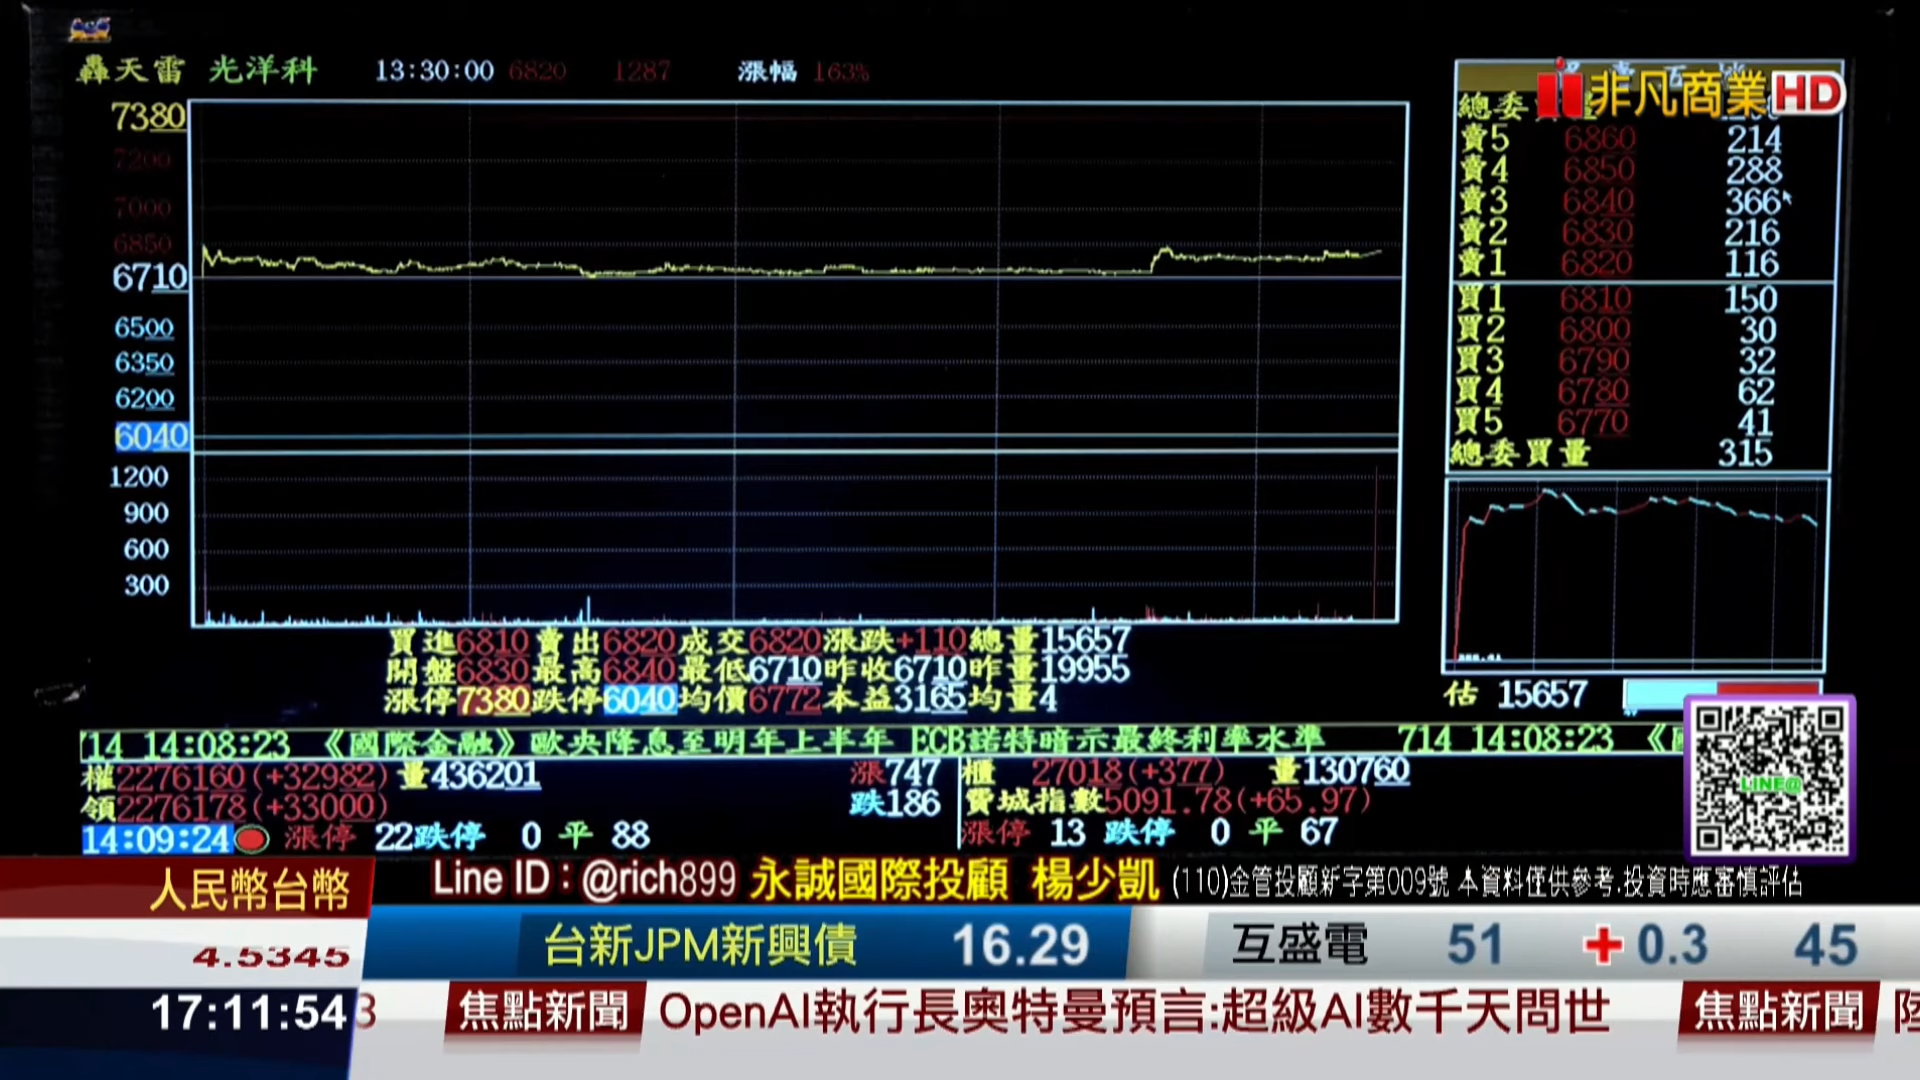 轟天雷 光洋科 13:30:00 6820 1287 漲幅 163%
非凡商業HD
7380
7200
7000
6850
6710
6500
6350
6200
6040
1200
900
600
300
總委
賣5 6860 214
賣4 6850 288
賣3 6840 366
賣2 6830 216
賣1 6820 116
買1 6810 150
買2 6800 30
買3 6790 32
買4 6780 62
買5 6770 41
總委買量 315
買進6810賣出6820成交6820漲跌+110總量15657
開盤6830最高6840最低6710昨收6710昨量19955
漲停7380跌停6040均價6772本益3165均量4
估 15657
14 14:08:23 《國際金融》歐央降息至明年上半年 ECB諾特暗示最終利率水準 714 14:08:23 《
權2276160(+32982)量436201 漲747 櫃 27018(+377) 量130760
領2276178(+33000) 跌186 費城指數5091.78(+65.97)
14:09:24 漲停 22跌停 0 平 88 漲停 13 跌停 0 平 67
LINE@
人民幣台幣
4.5345
Line ID：@rich899 永誠國際投顧 楊少凱 (110)金管投顧新字第009號 本資料僅供參考.投資時應審慎評估
台新JPM新興債 16.29 互盛電 51 + 0.3 45
17:11:54 3 焦點新聞 OpenAI執行長奧特曼預言:超級AI數千天問世 焦點新聞